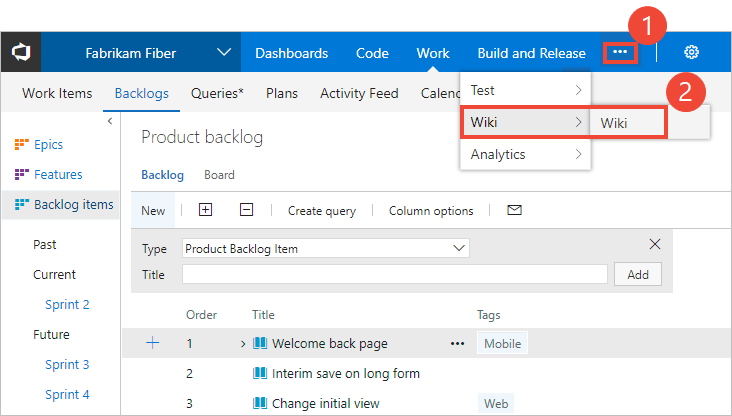 1
Fabrikam Fiber Dashboards Code Work Build and Release ...
2
Work Items Backlogs Queries* Plans Activity Feed Calen
Test
Wiki Wiki
Analytics
Epics
Features
Backlog items
Past
Current
Sprint 2
Future
Sprint 3
Sprint 4
Product backlog
Backlog Board
New Create query Column options
Type Product Backlog Item
Title Add
Order Title Tags
1 Welcome back page ... Mobile
2 Interim save on long form
3 Change initial view Web